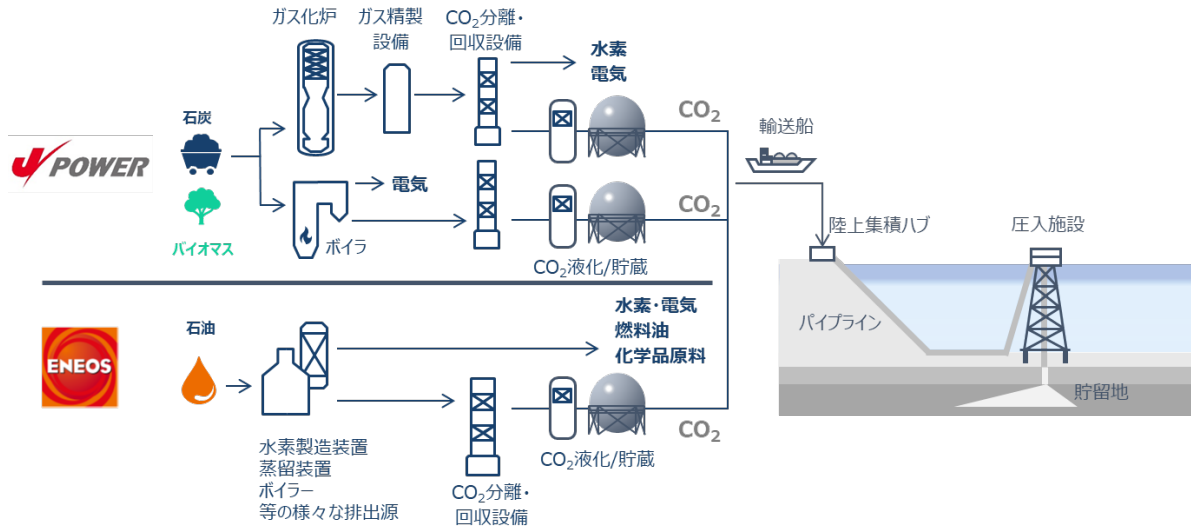 ガス化炉
ガス精製
設備
CO2分離・
回収設備
水素
電気
石炭
J POWER
CO2
輸送船
電気
バイオマス
ボイラ
CO2
CO2液化/貯蔵
陸上集積ハブ
圧入施設
パイプライン
貯留地
石油
ENEOS
水素・電気
燃料油
化学品原料
CO2
水素製造装置
蒸留装置
ボイラー
等の様々な排出源
CO2分離・
回収設備
CO2液化/貯蔵